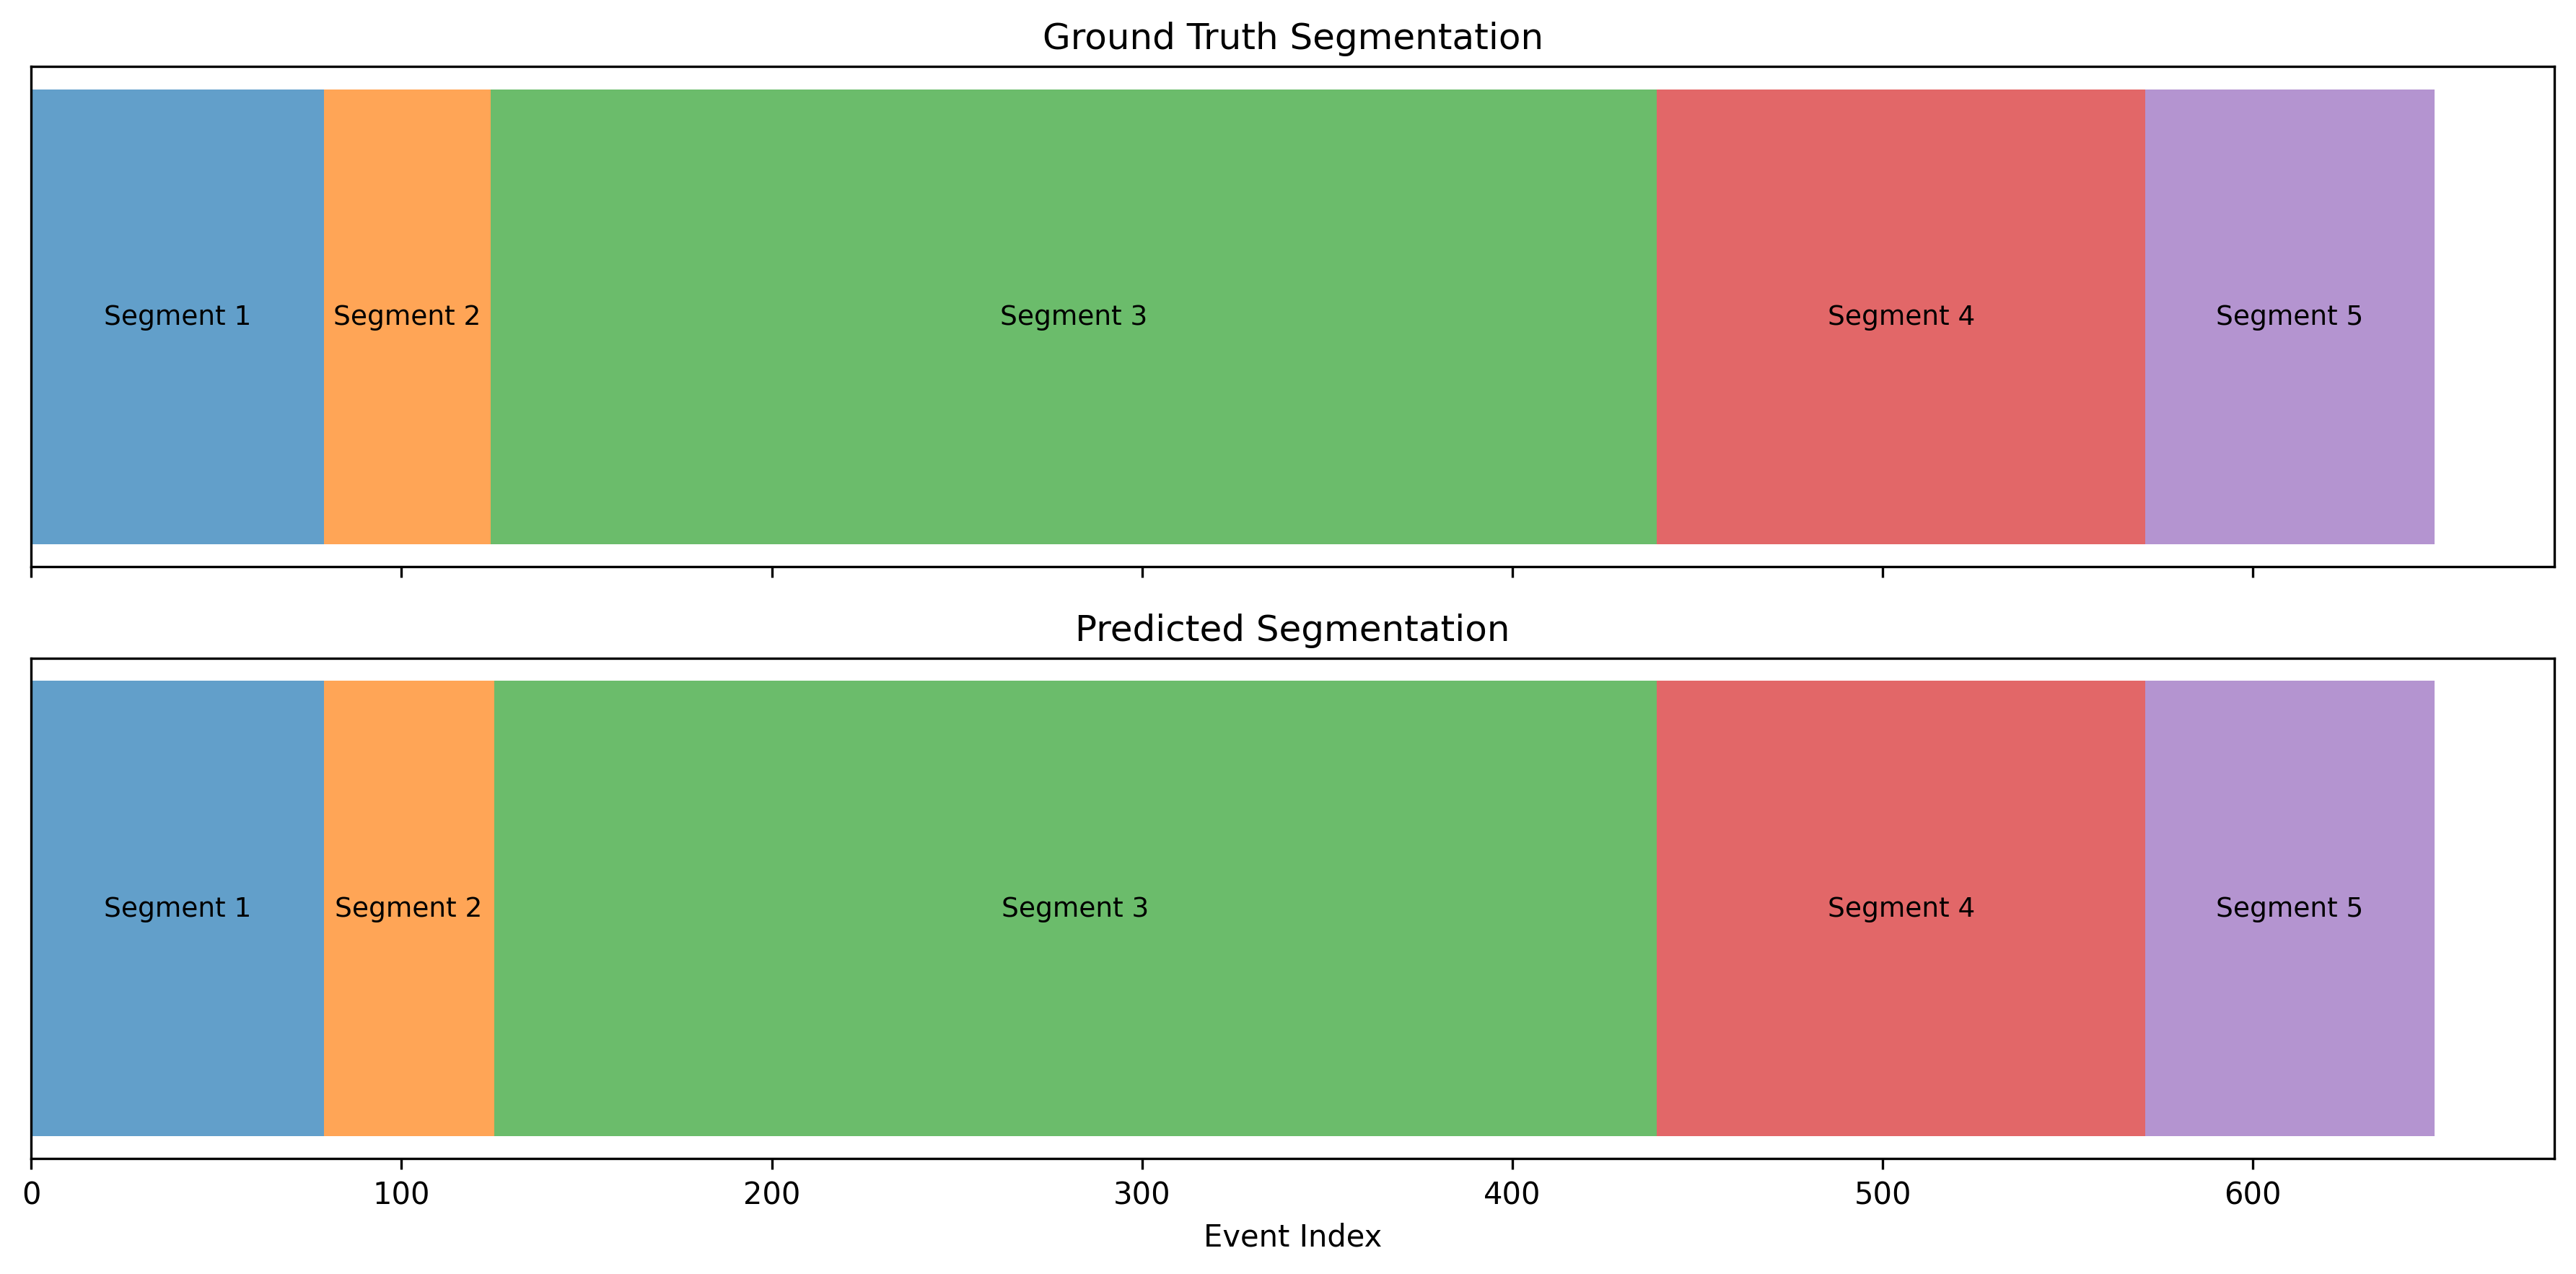 Ground Truth Segmentation
Segment 1 Segment 2 Segment 3 Segment 4 Segment 5
Predicted Segmentation
Segment 1 Segment 2 Segment 3 Segment 4 Segment 5
0 100 200 300 400 500 600
Event Index